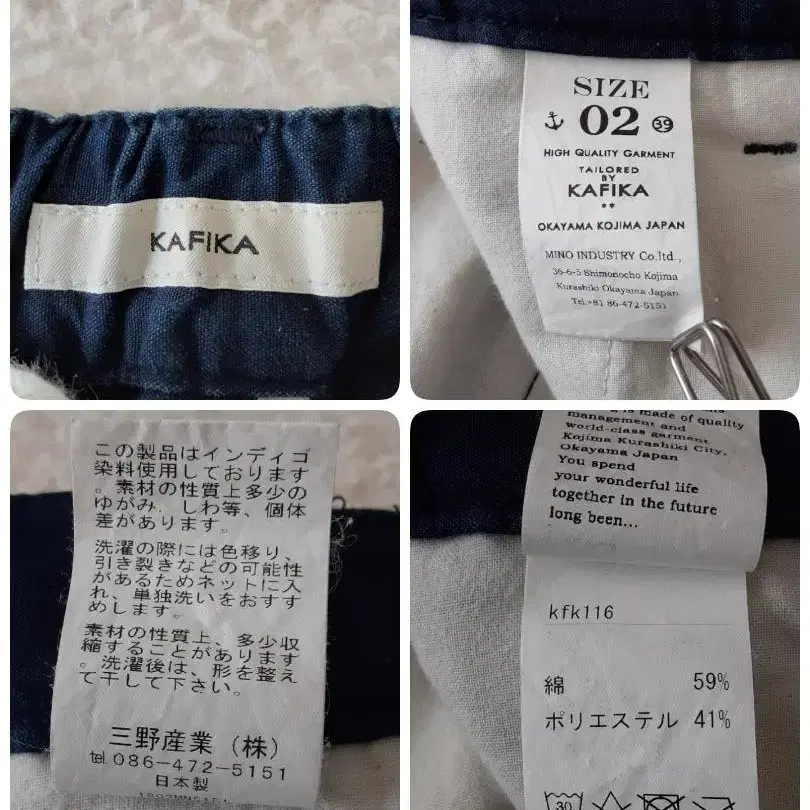 KAFIKA
SIZE
02 39
HIGH QUALITY GARMENT
TAILORED
BY
KAFIKA
**
OKAYAMA KOJIMA JAPAN
MINO INDUSTRY Co.ltd.,
36-6-5 Shimonocho Kojima
Kurashiki Okayama Japan
Tel.+81 86-472-5151
この製品はインディゴ
染料使用しております
。素材の性質上多少の
ゆがみ、しわ等、個体
差があります。
洗濯の際には色移り、
引き裂きなどの可能性
があるためネットに入
れ、単独洗いをおすす
めします。
素材の性質上、多少収
縮することがあります
。洗濯後は、形を整え
て干して下さい。
三野産業(株)
℡086-472-5151
日本製
is made of quality
management and
world-class garment
Kojima Kurashiki City,
Okayama Japan
You spend
your wonderful life
together in the future
long been...
kfk116
綿 59%
ポリエステル 41%
30